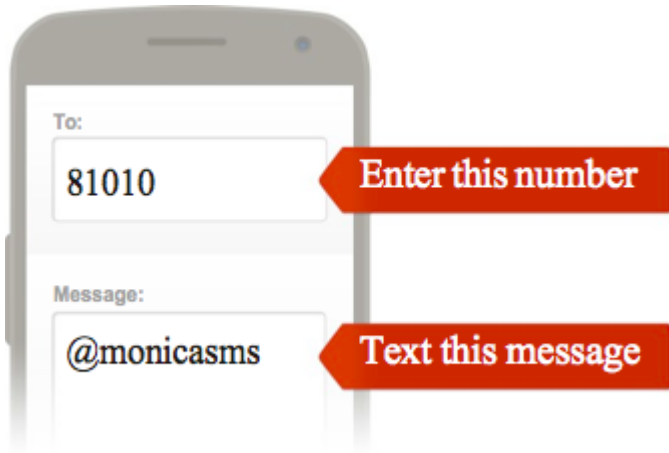 To:
81010
Enter this number
Message:
@monicasms
Text this message